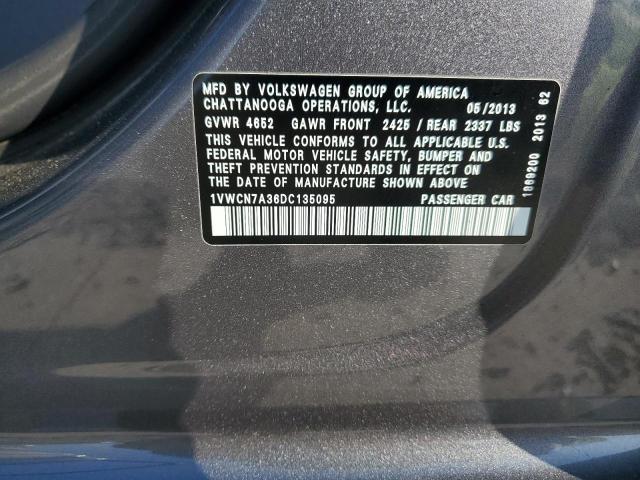 MFD BY VOLKSWAGEN GROUP OF AMERICA
CHATTANOOGA OPERATIONS, LLC. 05/2013
GVWR 4652 GAWR FRONT 2425 / REAR 2337 LBS
THIS VEHICLE CONFORMS TO ALL APPLICABLE U.S.
FEDERAL MOTOR VEHICLE SAFETY, BUMPER AND
THEFT PREVENTION STANDARDS IN EFFECT ON THE
DATE OF MANUFACTURE SHOWN ABOVE
1VWCN7A36DC135095 PASSENGER CAR
1889200 2013 62